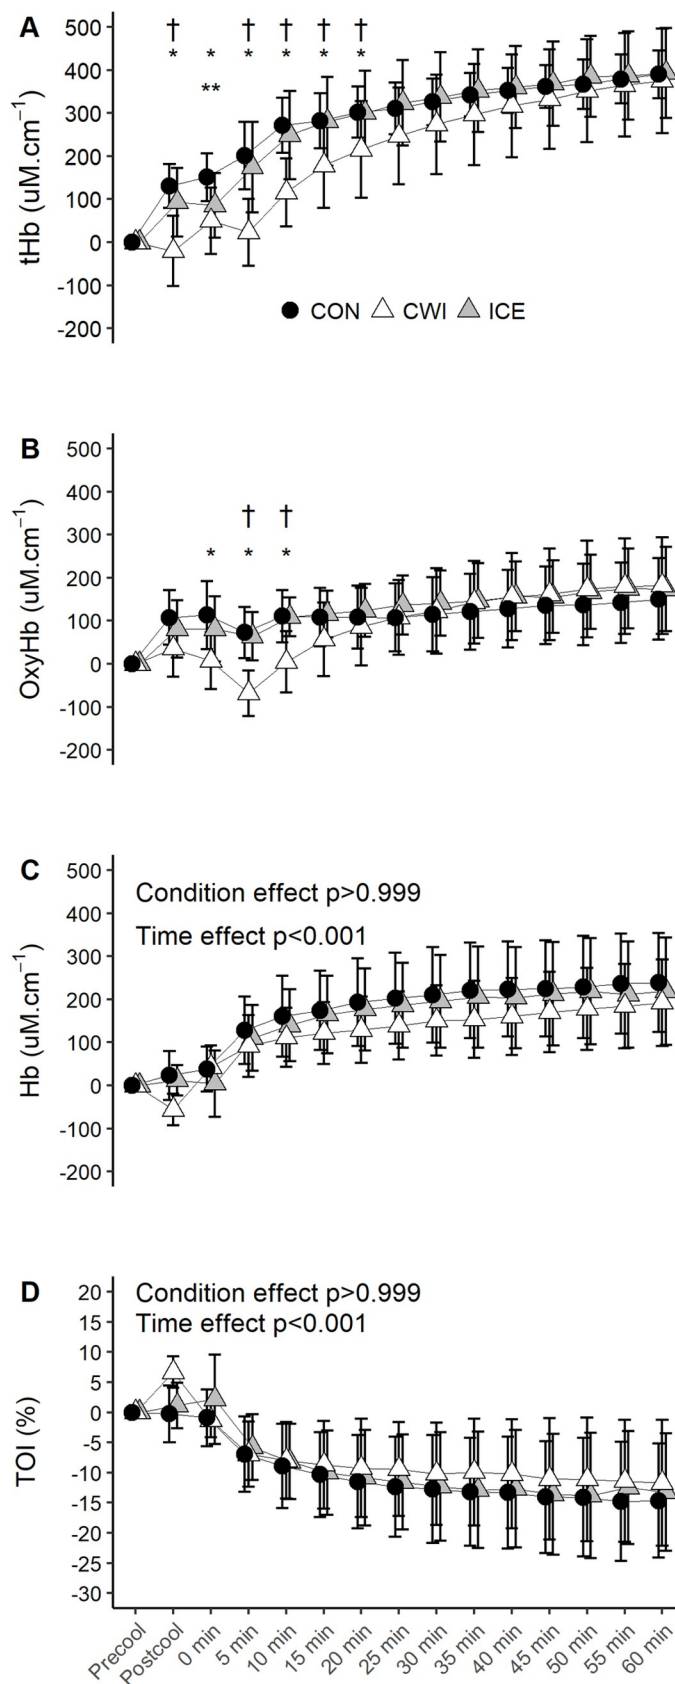 A
† † † † †
* * * * * *
**
500
400
300
200
100
0
-100
-200
tHb (uM.cm⁻¹)
CON CWI ICE
B
† †
* * *
500
400
300
200
100
0
-100
-200
OxyHb (uM.cm⁻¹)
C
Condition effect p>0.999
Time effect p<0.001
500
400
300
200
100
0
-100
-200
Hb (uM.cm⁻¹)
D
Condition effect p>0.999
Time effect p<0.001
20
15
10
5
0
-5
-10
-15
-20
-25
-30
TOI (%)
Precool
Postcool
0 min
5 min
10 min
15 min
20 min
25 min
30 min
35 min
40 min
45 min
50 min
55 min
60 min